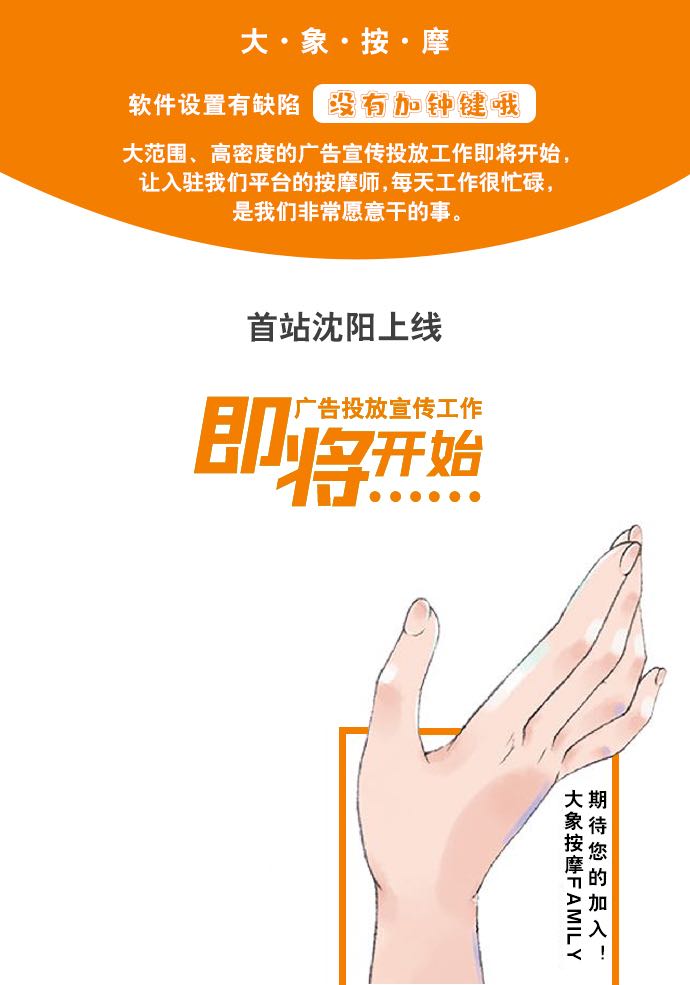 大·象·按·摩
软件设置有缺陷 没有加钟键哦
大范围、高密度的广告宣传投放工作即将开始，
让入驻我们平台的按摩师，每天工作很忙碌，
是我们非常愿意干的事。
首站沈阳上线
广告投放宣传工作
即将开始......
期待您的加入！
大象按摩FAMILY